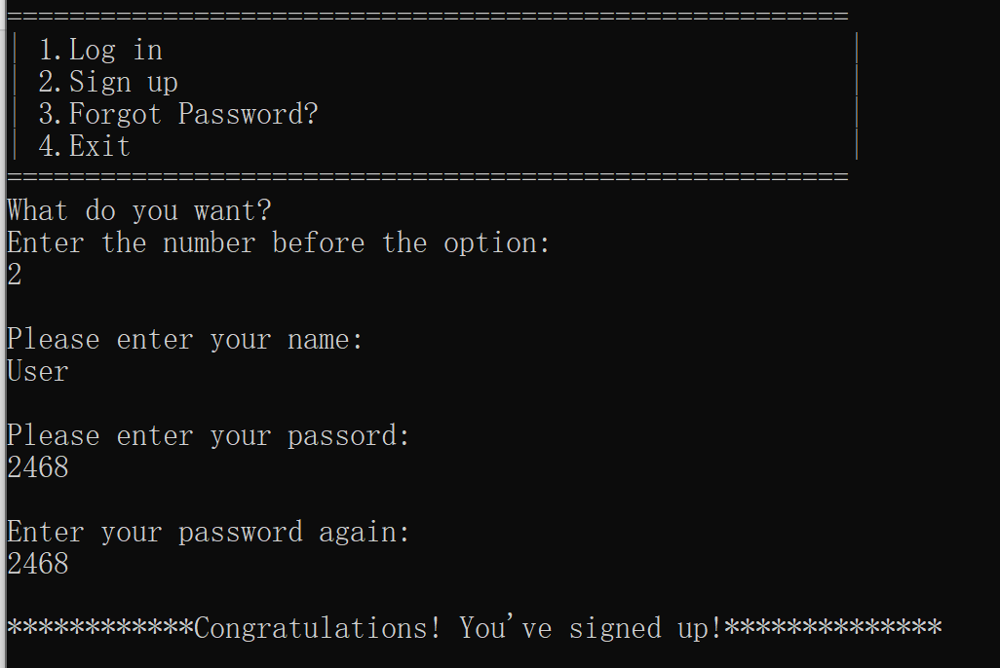 ======================================================
| 1.Log in |
| 2.Sign up |
| 3.Forgot Password? |
| 4.Exit |
======================================================
What do you want?
Enter the number before the option:
2
Please enter your name:
User
Please enter your passord:
2468
Enter your password again:
2468
************Congratulations! You've signed up!**************